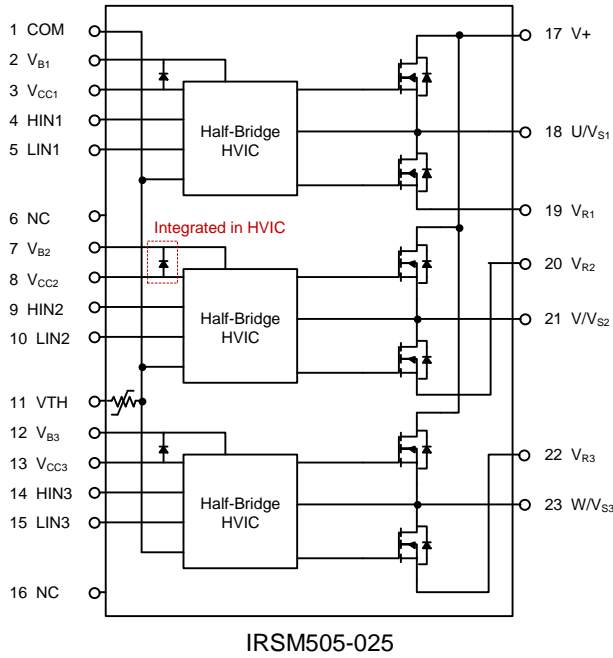 1 COM
2 VB1
3 VCC1
4 HIN1
5 LIN1
6 NC
7 VB2
8 VCC2
9 HIN2
10 LIN2
11 VTH
12 VB3
13 VCC3
14 HIN3
15 LIN3
16 NC
Half-Bridge
HVIC
Integrated in HVIC
Half-Bridge
HVIC
Half-Bridge
HVIC
17 V+
18 U/VS1
19 VR1
20 VR2
21 V/VS2
22 VR3
23 W/VS3
IRSM505-025